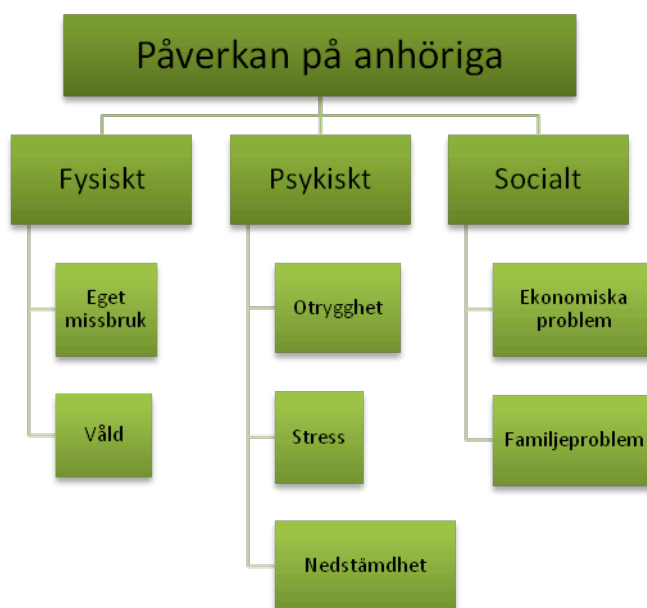 Påverkan på anhöriga
Fysiskt
Psykiskt
Socialt
Eget
missbruk
Våld
Otrygghet
Stress
Nedstämdhet
Ekonomiska
problem
Familjeproblem